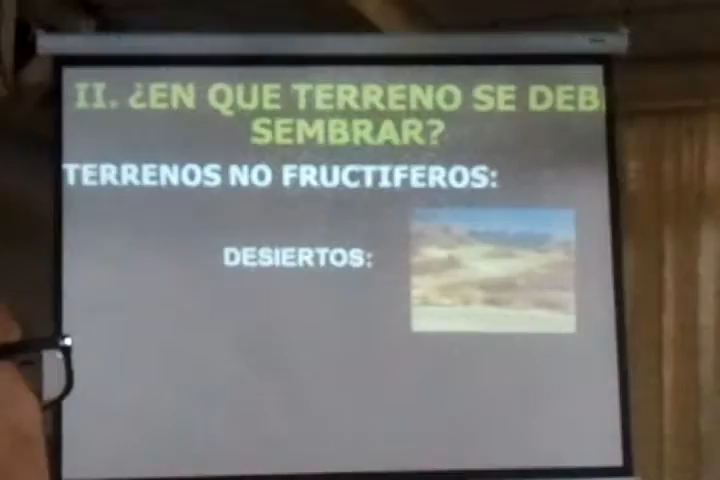 II. ¿EN QUE TERRENO SE DEB
SEMBRAR?
TERRENOS NO FRUCTIFEROS:
DESIERTOS: